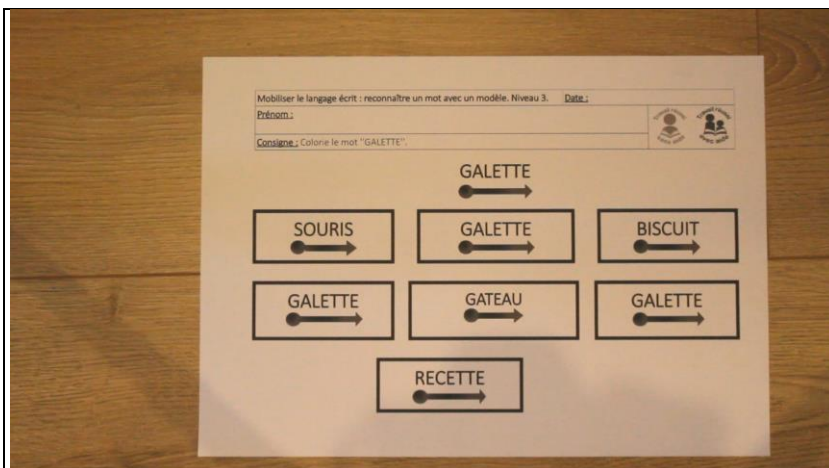 Mobiliser le langage écrit : reconnaître un mot avec un modèle. Niveau 3. Date :
Prénom :
Consigne : Colorie le mot "GALETTE".
GALETTE
SOURIS GALETTE BISCUIT
GALETTE GATEAU GALETTE
RECETTE